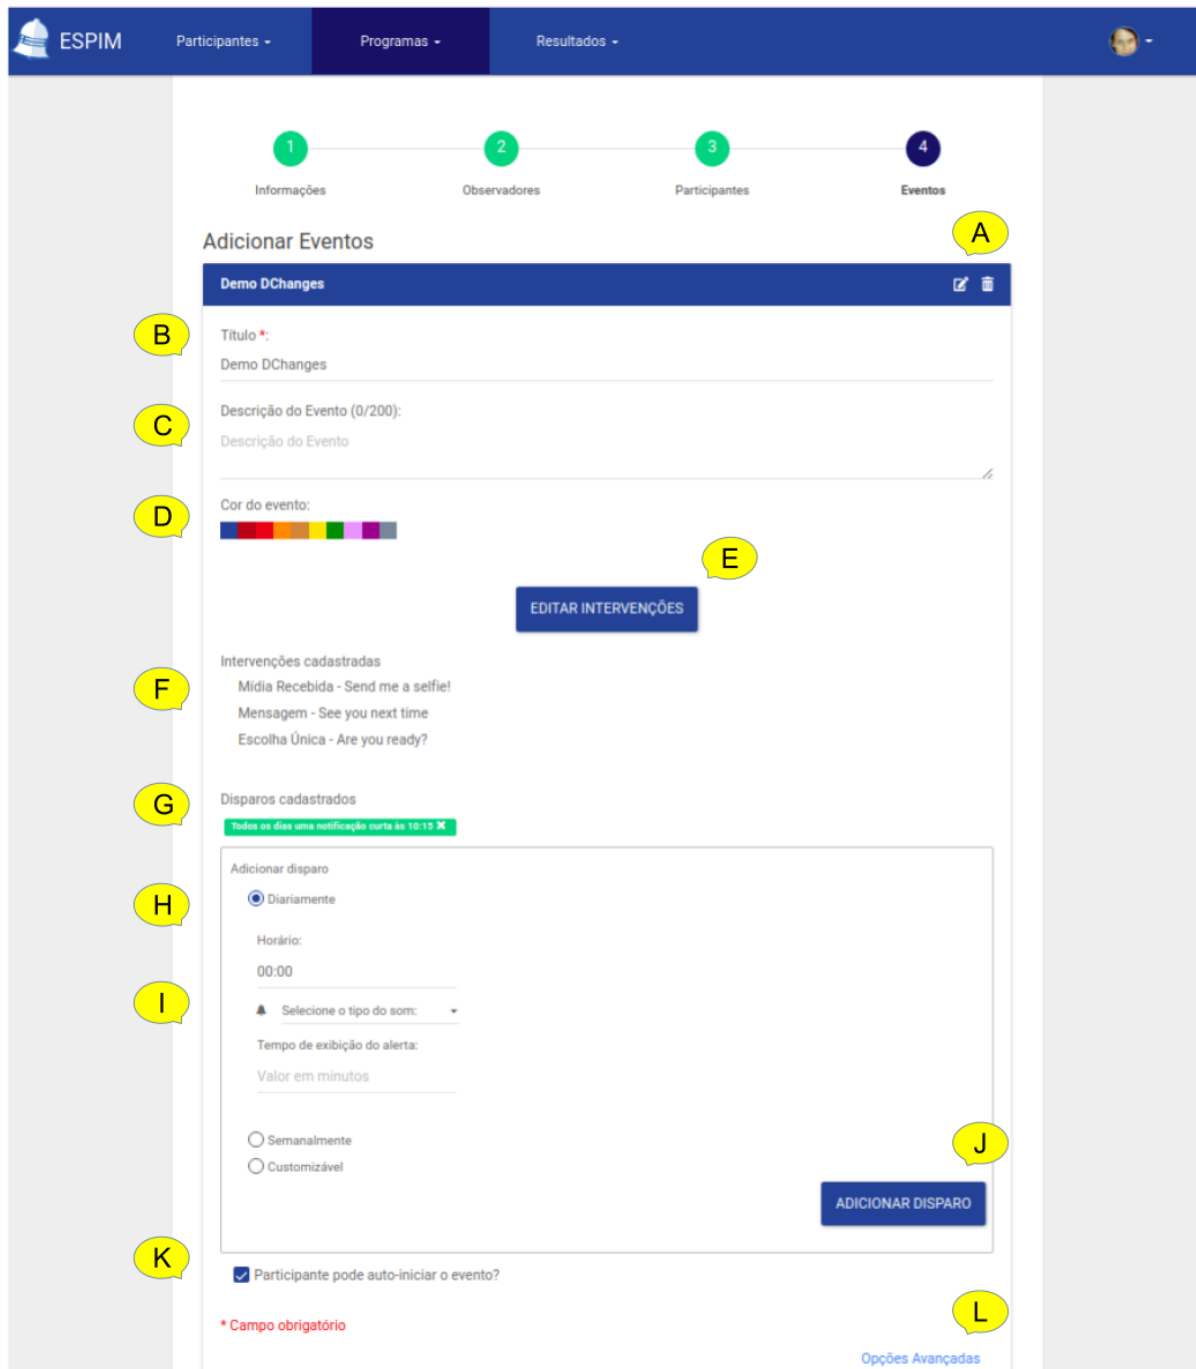 ESPIM Participantes Programas Resultados
1 2 3 4
Informações Observadores Participantes Eventos
A
Adicionar Eventos
Demo DChanges
B
Título *:
Demo DChanges
C
Descrição do Evento (0/200):
Descrição do Evento
D
Cor do evento:
E
EDITAR INTERVENÇÕES
Intervenções cadastradas
F
Mídia Recebida - Send me a selfie!
Mensagem - See you next time
Escolha Única - Are you ready?
G
Disparos cadastrados
Todos os dias uma notificação curta às 10:15 ✖
Adicionar disparo
H
Diariamente
Horário:
00:00
I
Selecione o tipo do som:
Tempo de exibição do alerta:
Valor em minutos
Semanalmente
J
Customizável
ADICIONAR DISPARO
K
Participante pode auto-iniciar o evento?
L
* Campo obrigatório
Opções Avançadas